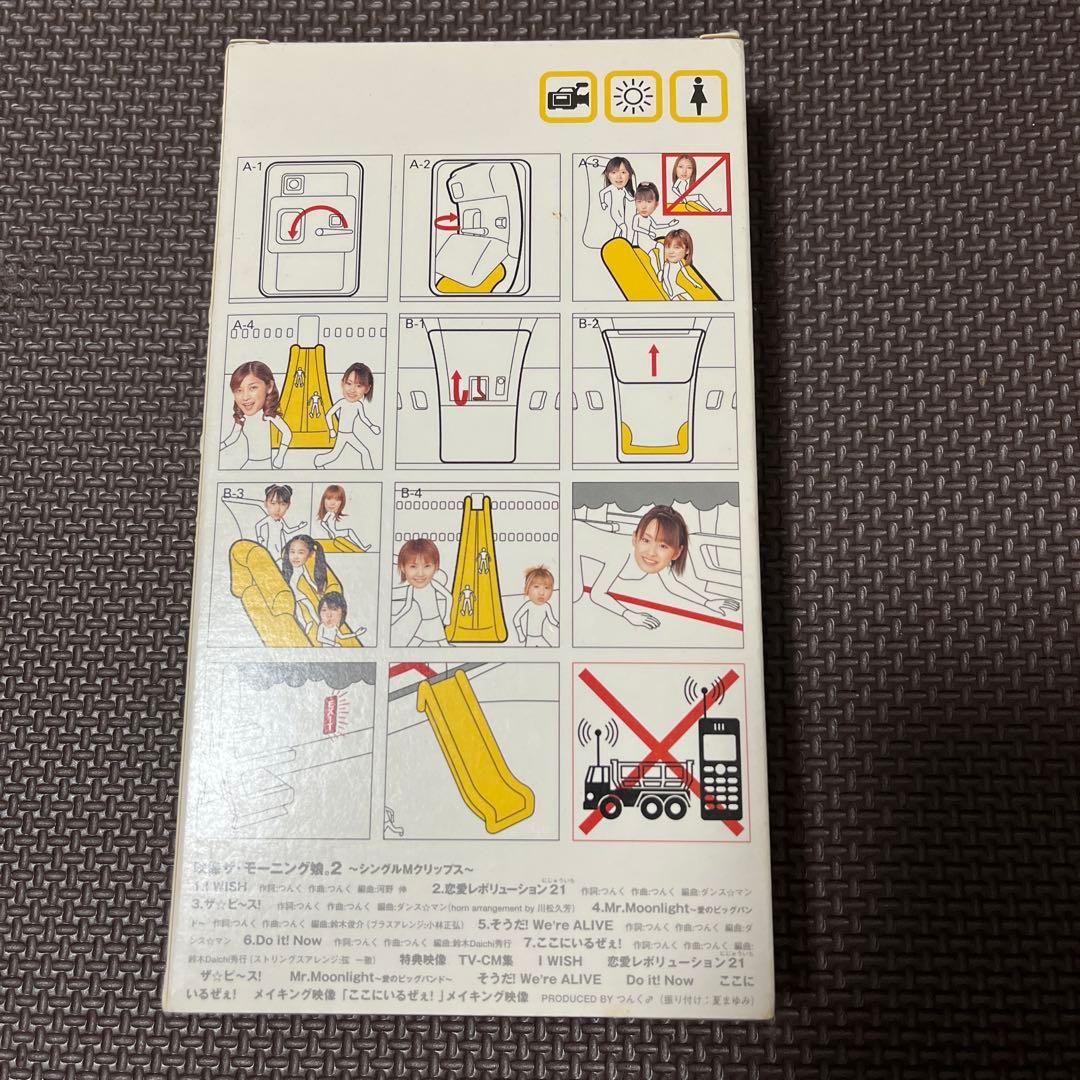 A-1
A-2
A-3
A-4
B-1
B-2
B-3
B-4
EXIT
映像ザ・モーニング娘。2 ～シングルMクリップス～
1.I WISH 作詞:つんく 作曲:つんく 編曲:河野 伸 2.恋愛レボリューション21 にじゅういち 作詞:つんく 作曲:つんく 編曲:ダンス☆マン
3.ザ☆ピ～ス! 作詞:つんく 作曲:つんく 編曲:ダンス☆マン(horn arrangement by 川松久芳) 4.Mr.Moonlight～愛のビッグバン
ド～ 作詞:つんく 作曲:つんく 編曲:鈴木俊介(ブラスアレンジ:小林正弘) 5.そうだ! We're ALIVE 作詞:つんく 作曲:つんく 編曲:ダ
ンス☆マン 6.Do it! Now 作詞:つんく 作曲:つんく 編曲:鈴木Daichi秀行 7.ここにいるぜぇ! 作詞:つんく 作曲:つんく 編曲:
鈴木Daichi秀行(ストリングスアレンジ:弦 一徹) 特典映像 TV-CM集 I WISH 恋愛レボリューション21 にじゅういち
ザ☆ピ～ス! Mr.Moonlight～愛のビッグバンド～ そうだ! We're ALIVE Do it! Now ここに
いるぜぇ! メイキング映像「ここにいるぜぇ!」メイキング映像 PRODUCED BY つんく♂ (振り付け:夏まゆみ)